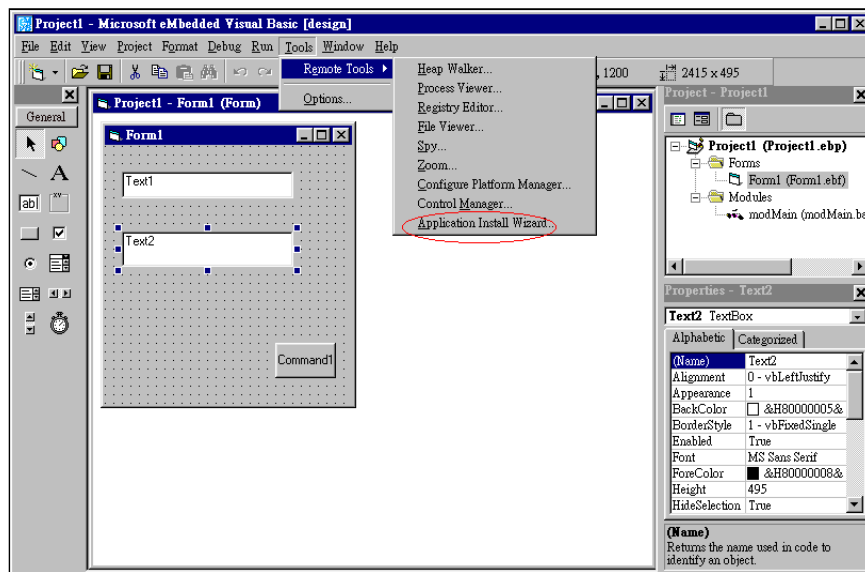 Project1 - Microsoft eMbedded Visual Basic [design]
File Edit View Project Format Debug Run Tools Window Help
, 1200
2415 x 495
Remote Tools
Options...
Heap Walker...
Process Viewer...
Registry Editor...
File Viewer...
Spy...
Zoom...
Configure Platform Manager...
Control Manager...
Application Install Wizard...
General
A
ab|
xv
Project1 - Form1 (Form)
Form1
Text1
Text2
Command1
Project - Project1
Project1 (Project1.ebp)
Forms
Form1 (Form1.ebf)
Modules
modMain (modMain.ba
Properties - Text2
Text2 TextBox
Alphabetic Categorized
(Name) Text2
Alignment 0 - vbLeftJustify
Appearance 1
BackColor &H80000005&
BorderStyle 1 - vbFixedSingle
Enabled True
Font MS Sans Serif
ForeColor &H80000008&
Height 495
HideSelection True
(Name)
Returns the name used in code to
identify an object.